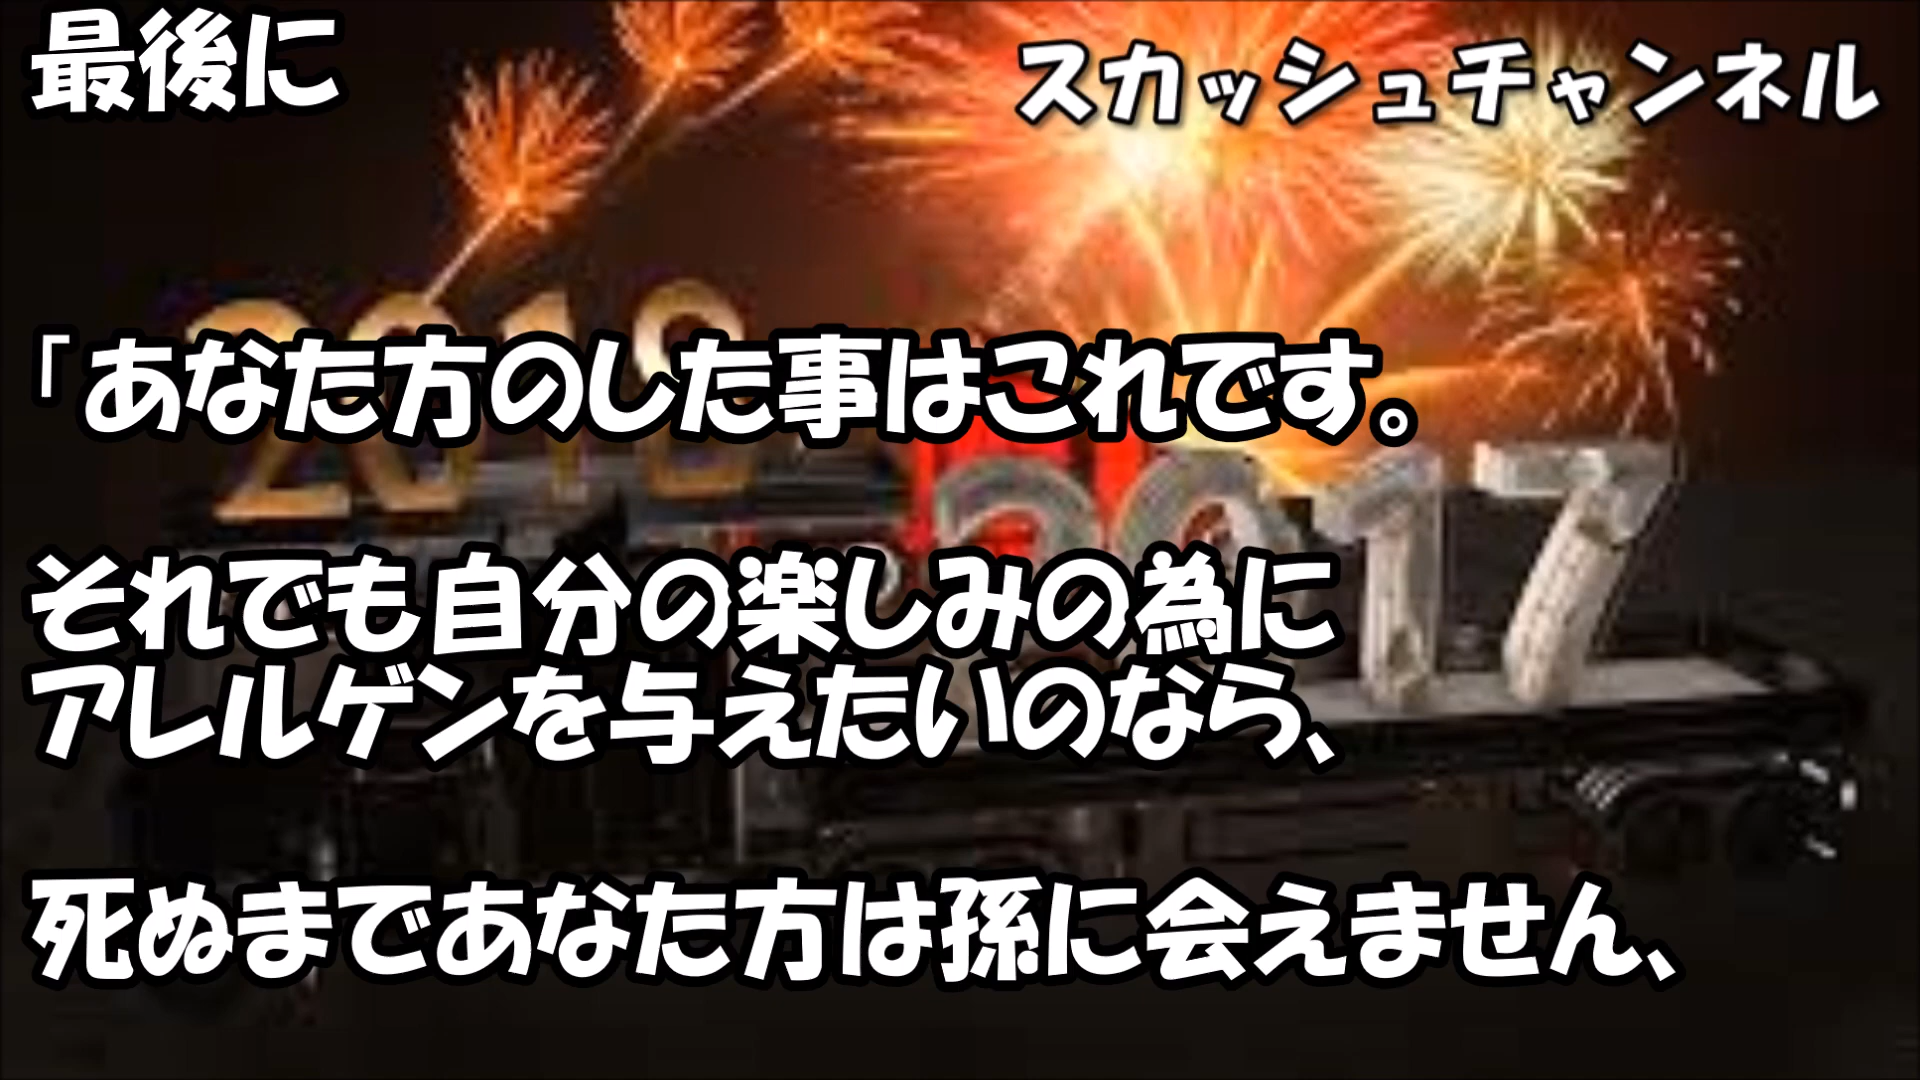 最後に
スカッシュチャンネル
2018
「あなた方のした事はこれです。
2017
それでも自分の楽しみの為に
アレルゲンを与えたいのなら、
死ぬまであなた方は孫に会えません、